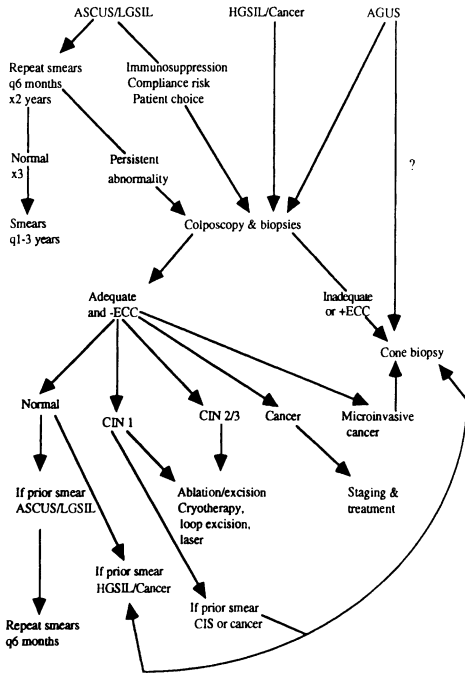 ASCUS/LGSIL
HGSIL/Cancer
AGUS
Repeat smears
q6 months
x2 years
Immunosuppression
Compliance risk
Patient choice
Normal
x3
Persistent
abnormality
?
Smears
q1-3 years
Colposcopy & biopsies
Adequate
and -ECC
Inadequate
or +ECC
Cone biopsy
Normal
CIN 1
CIN 2/3
Cancer
Microinvasive
cancer
If prior smear
ASCUS/LGSIL
Ablation/excision
Cryotherapy,
loop excision,
laser
Staging &
treatment
If prior smear
HGSIL/Cancer
If prior smear
CIS or cancer
Repeat smears
q6 months